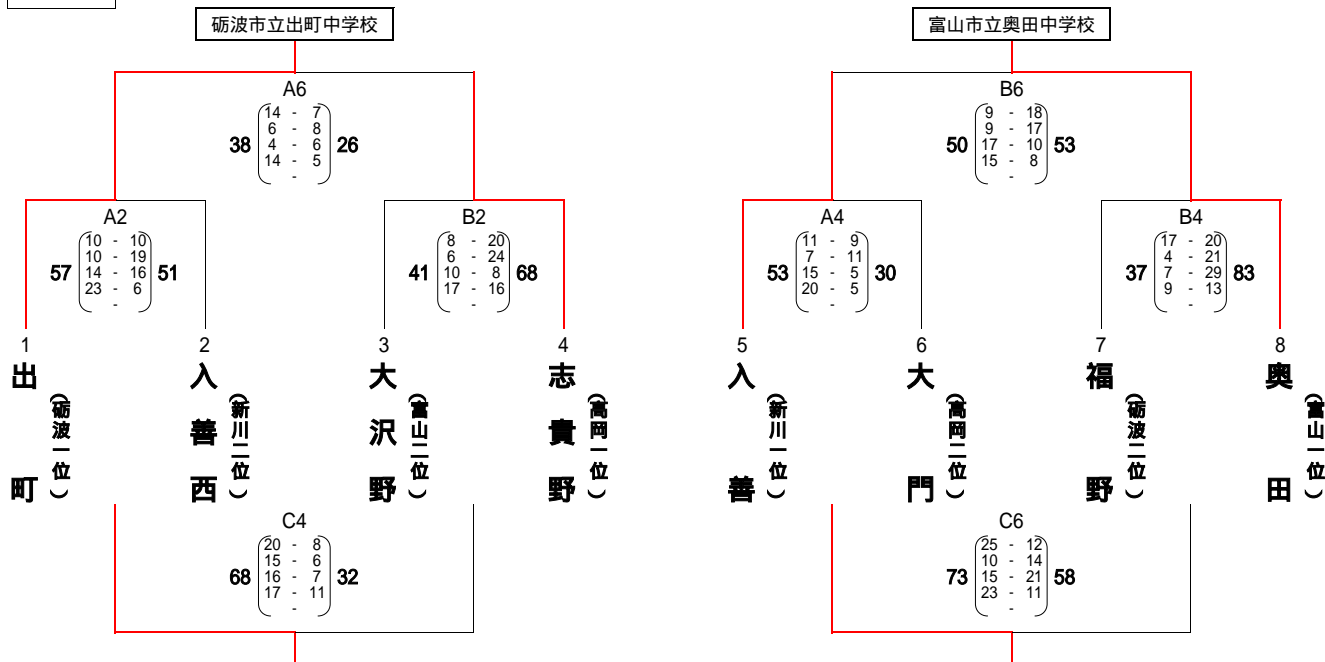 砺波市立出町中学校
富山市立奥田中学校
A6
38
14 - 7
6 - 8
4 - 6
14 - 5
-
26
B6
50
9 - 18
9 - 17
17 - 10
15 - 8
-
53
A2
57
10 - 10
10 - 19
14 - 16
23 - 6
-
51
B2
41
8 - 20
6 - 24
10 - 8
17 - 16
-
68
A4
53
11 - 9
7 - 11
15 - 5
20 - 5
-
30
B4
37
17 - 20
4 - 21
7 - 29
9 - 13
-
83
1
出町
(砺波一位)
2
入善西
(新川二位)
3
大沢野
(富山二位)
4
志貴野
(高岡一位)
5
入善
(新川一位)
6
大門
(高岡二位)
7
福野
(砺波二位)
8
奥田
(富山一位)
C4
68
20 - 8
15 - 6
16 - 7
17 - 11
-
32
C6
73
25 - 12
10 - 14
15 - 21
23 - 11
-
58